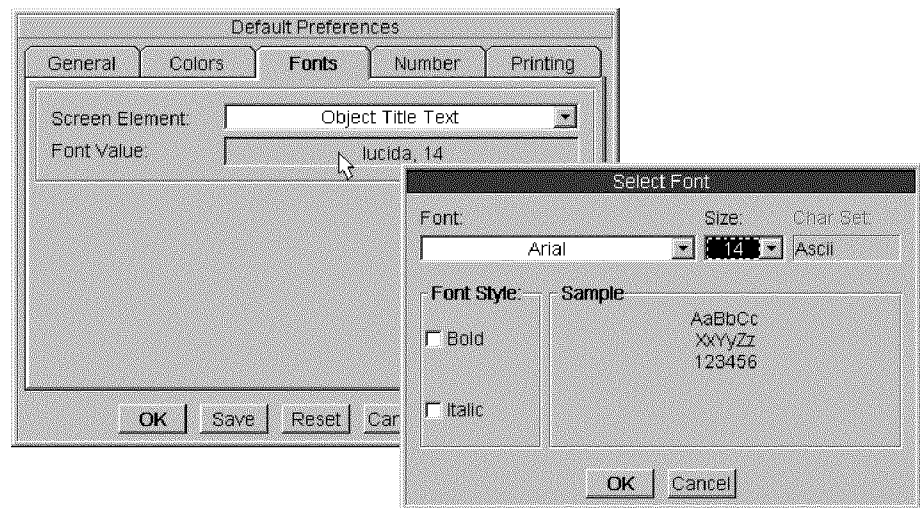 Default Preferences
General Colors Fonts Number Printing
Screen Element: Object Title Text
Font Value: lucida, 14
OK Save Reset Car
Select Font
Font: Size: Char Set:
Arial 14 Ascii
Font Style: Sample
Bold
Italic
AaBbCc
XxYyZz
123456
OK Cancel